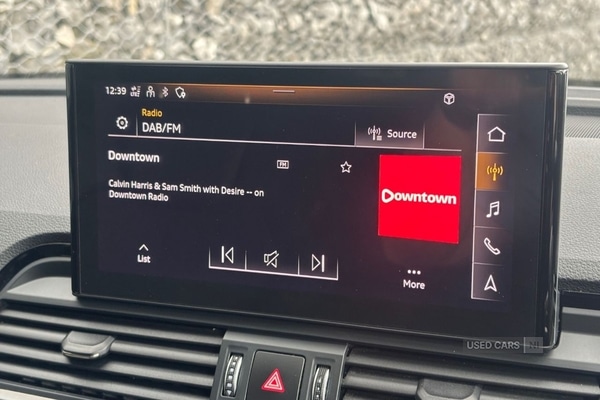 12:39
Radio
DAB/FM
Source
Downtown
FM
Calvin Harris & Sam Smith with Desire -- on
Downtown Radio
Downtown
List
More
USED CARS NI